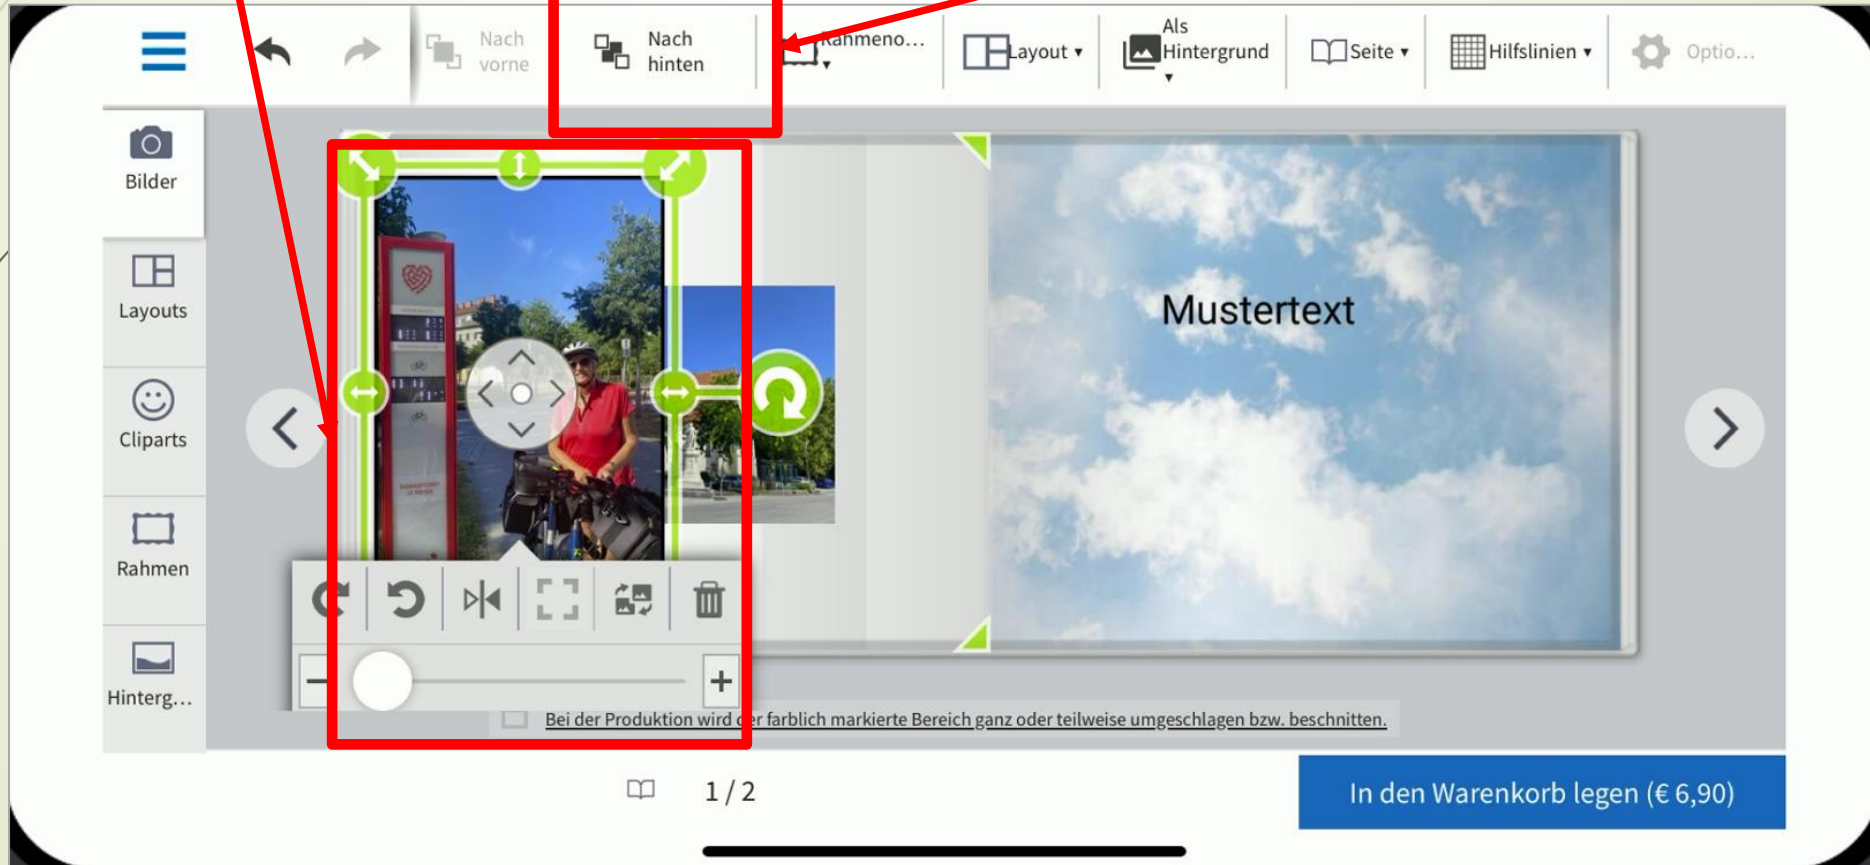 Nach
vorne
Nach
hinten
Rahmeno...
Layout
Als
Hintergrund
Seite
Hilfslinien
Optio...
Bilder
Layouts
Cliparts
Rahmen
Hinterg...
Mustertext
Bei der Produktion wird der farblich markierte Bereich ganz oder teilweise umgeschlagen bzw. beschnitten.
1 / 2
In den Warenkorb legen (€ 6,90)